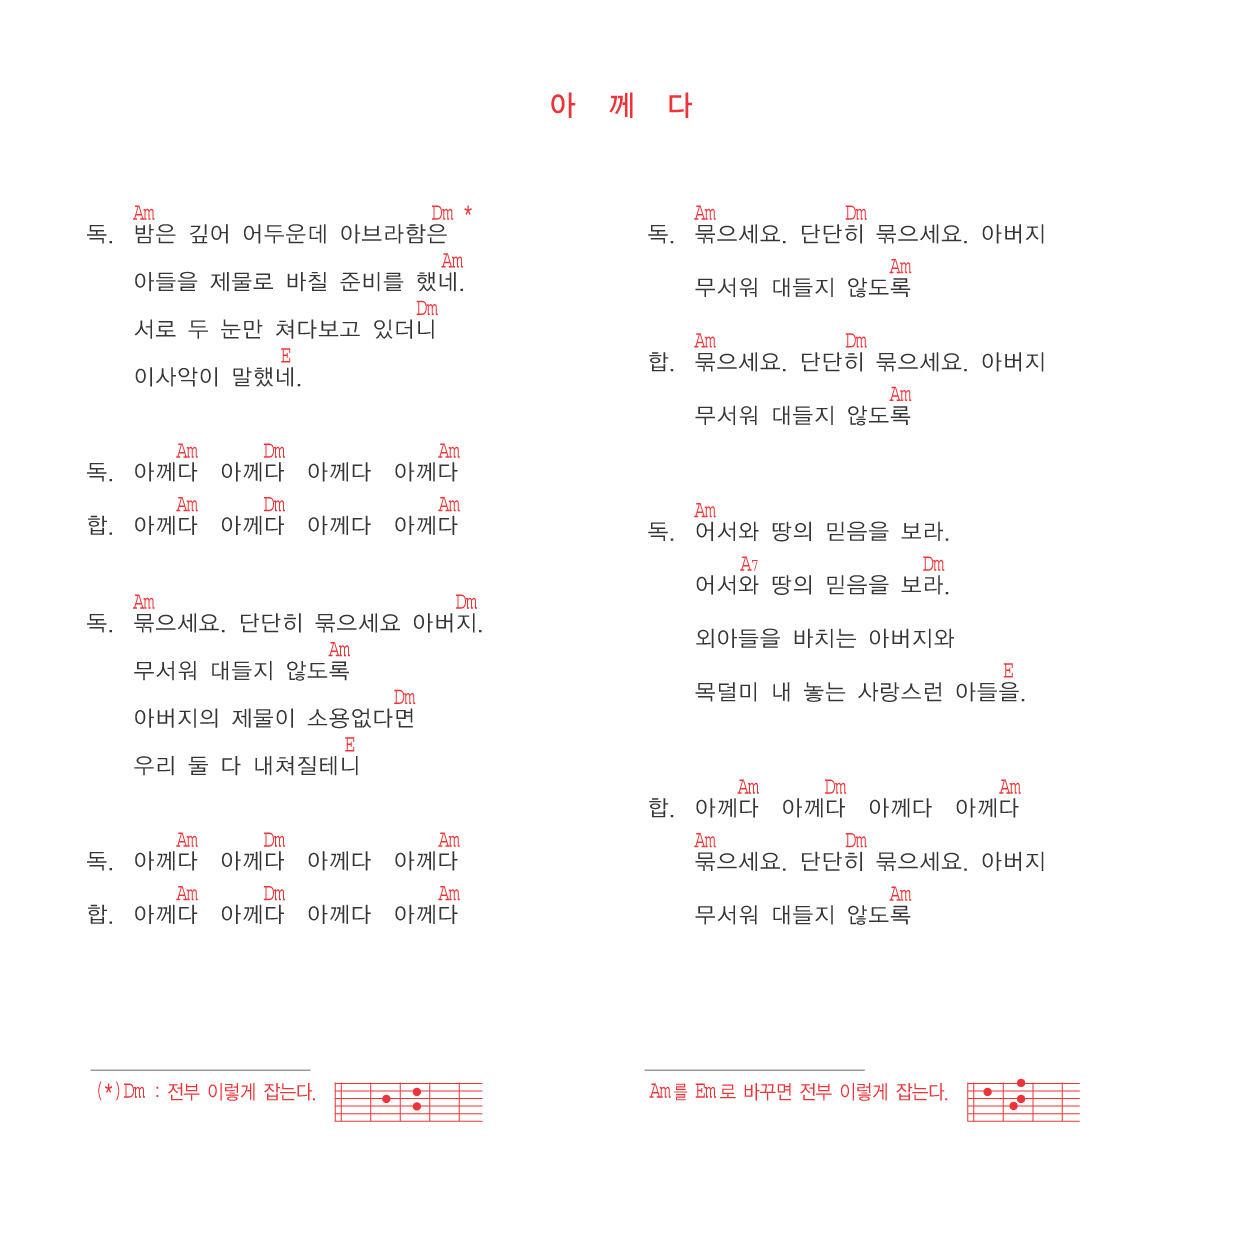 아 께 다
Am Dm *
독. 밤은 깊어 어두운데 아브라함은
Am
아들을 제물로 바칠 준비를 했네.
Dm
서로 두 눈만 쳐다보고 있더니
E
이사악이 말했네.
Am Dm Am
독. 아께다 아께다 아께다 아께다
Am Dm Am
합. 아께다 아께다 아께다 아께다
Am Dm
독. 묶으세요. 단단히 묶으세요 아버지.
Am
무서워 대들지 않도록
Dm
아버지의 제물이 소용없다면
E
우리 둘 다 내쳐질테니
Am Dm Am
독. 아께다 아께다 아께다 아께다
Am Dm Am
합. 아께다 아께다 아께다 아께다
(*)Dm : 전부 이렇게 잡는다.
Am Dm
독. 묶으세요. 단단히 묶으세요. 아버지
Am
무서워 대들지 않도록
Am Dm
합. 묶으세요. 단단히 묶으세요. 아버지
Am
무서워 대들지 않도록
Am
독. 어서와 땅의 믿음을 보라.
A7 Dm
어서와 땅의 믿음을 보라.
외아들을 바치는 아버지와
E
목덜미 내 놓는 사랑스런 아들을.
Am Dm Am
합. 아께다 아께다 아께다 아께다
Am Dm
묶으세요. 단단히 묶으세요. 아버지
Am
무서워 대들지 않도록
Am를 Em로 바꾸면 전부 이렇게 잡는다.